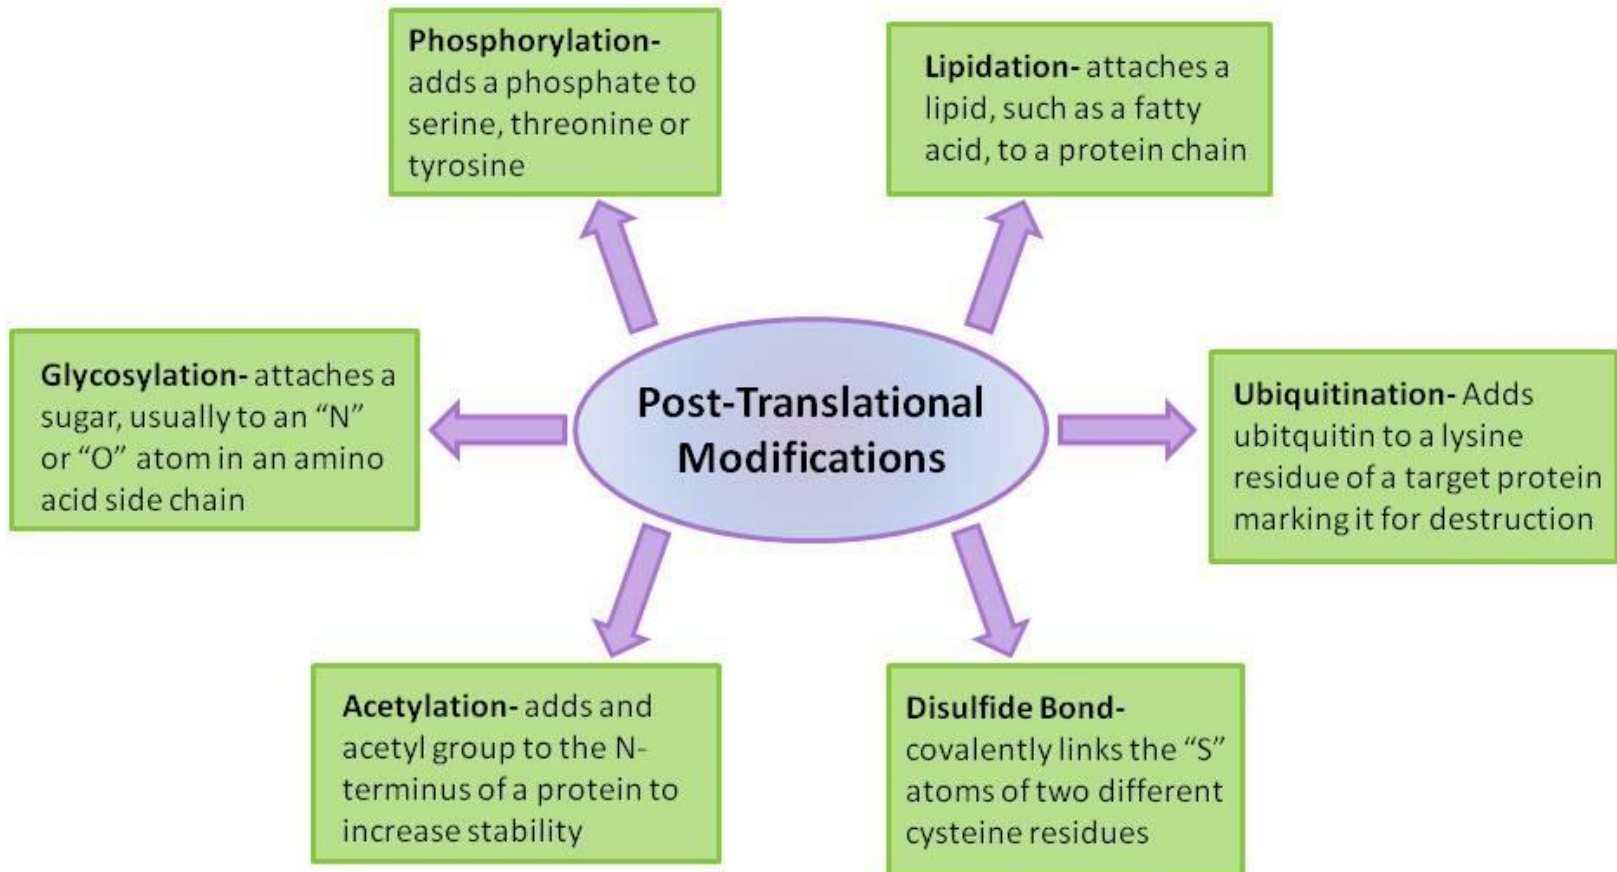 Phosphorylation-
adds a phosphate to
serine, threonine or
tyrosine
Lipidation- attaches a
lipid, such as a fatty
acid, to a protein chain
Glycosylation- attaches a
sugar, usually to an “N”
or “O” atom in an amino
acid side chain
Post-Translational
Modifications
Ubiquitination- Adds
ubitquitin to a lysine
residue of a target protein
marking it for destruction
Acetylation- adds and
acetyl group to the N-
terminus of a protein to
increase stability
Disulfide Bond-
covalently links the “S”
atoms of two different
cysteine residues